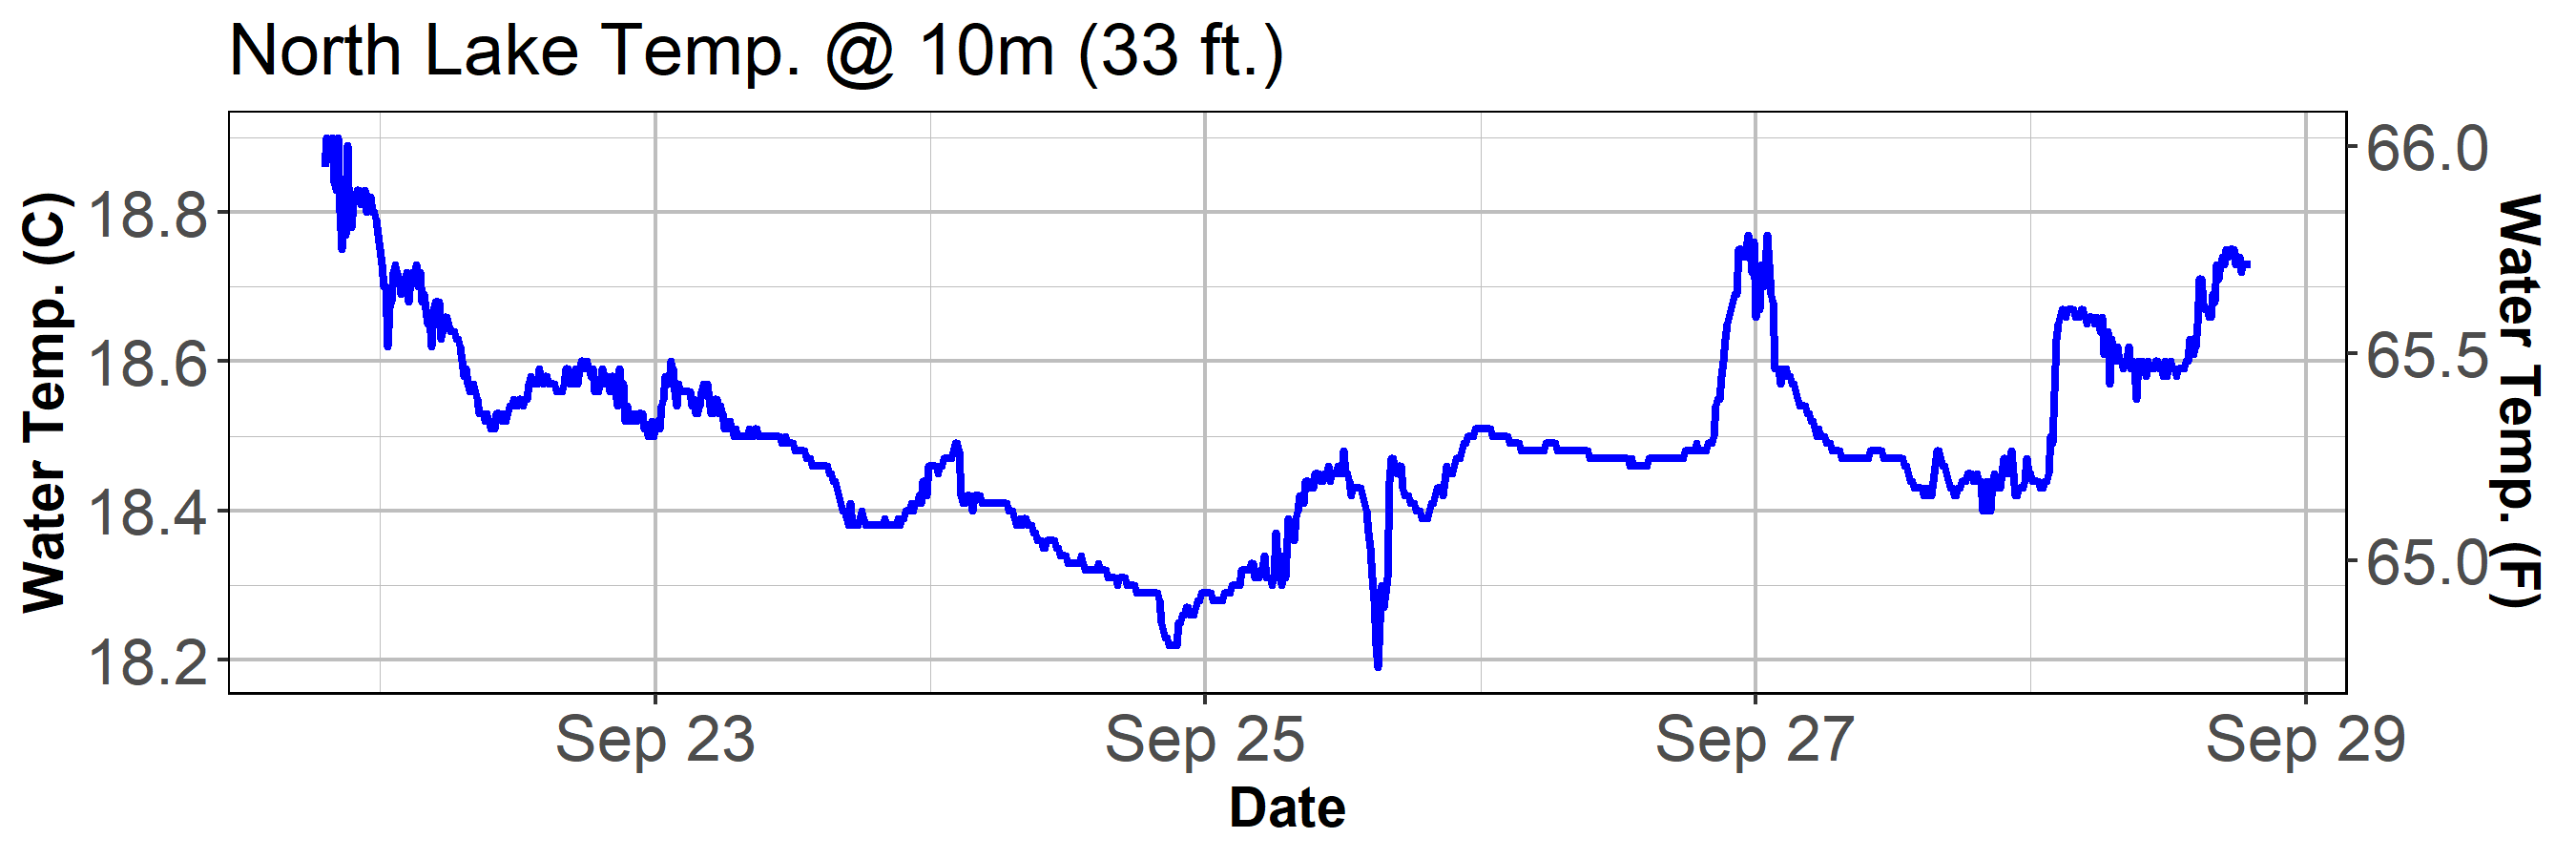 North Lake Temp. @ 10m (33 ft.)
Water Temp. (C)
18.8
18.6
18.4
18.2
66.0
65.5
65.0
Water Temp. (F)
Sep 23 Sep 25 Sep 27 Sep 29
Date